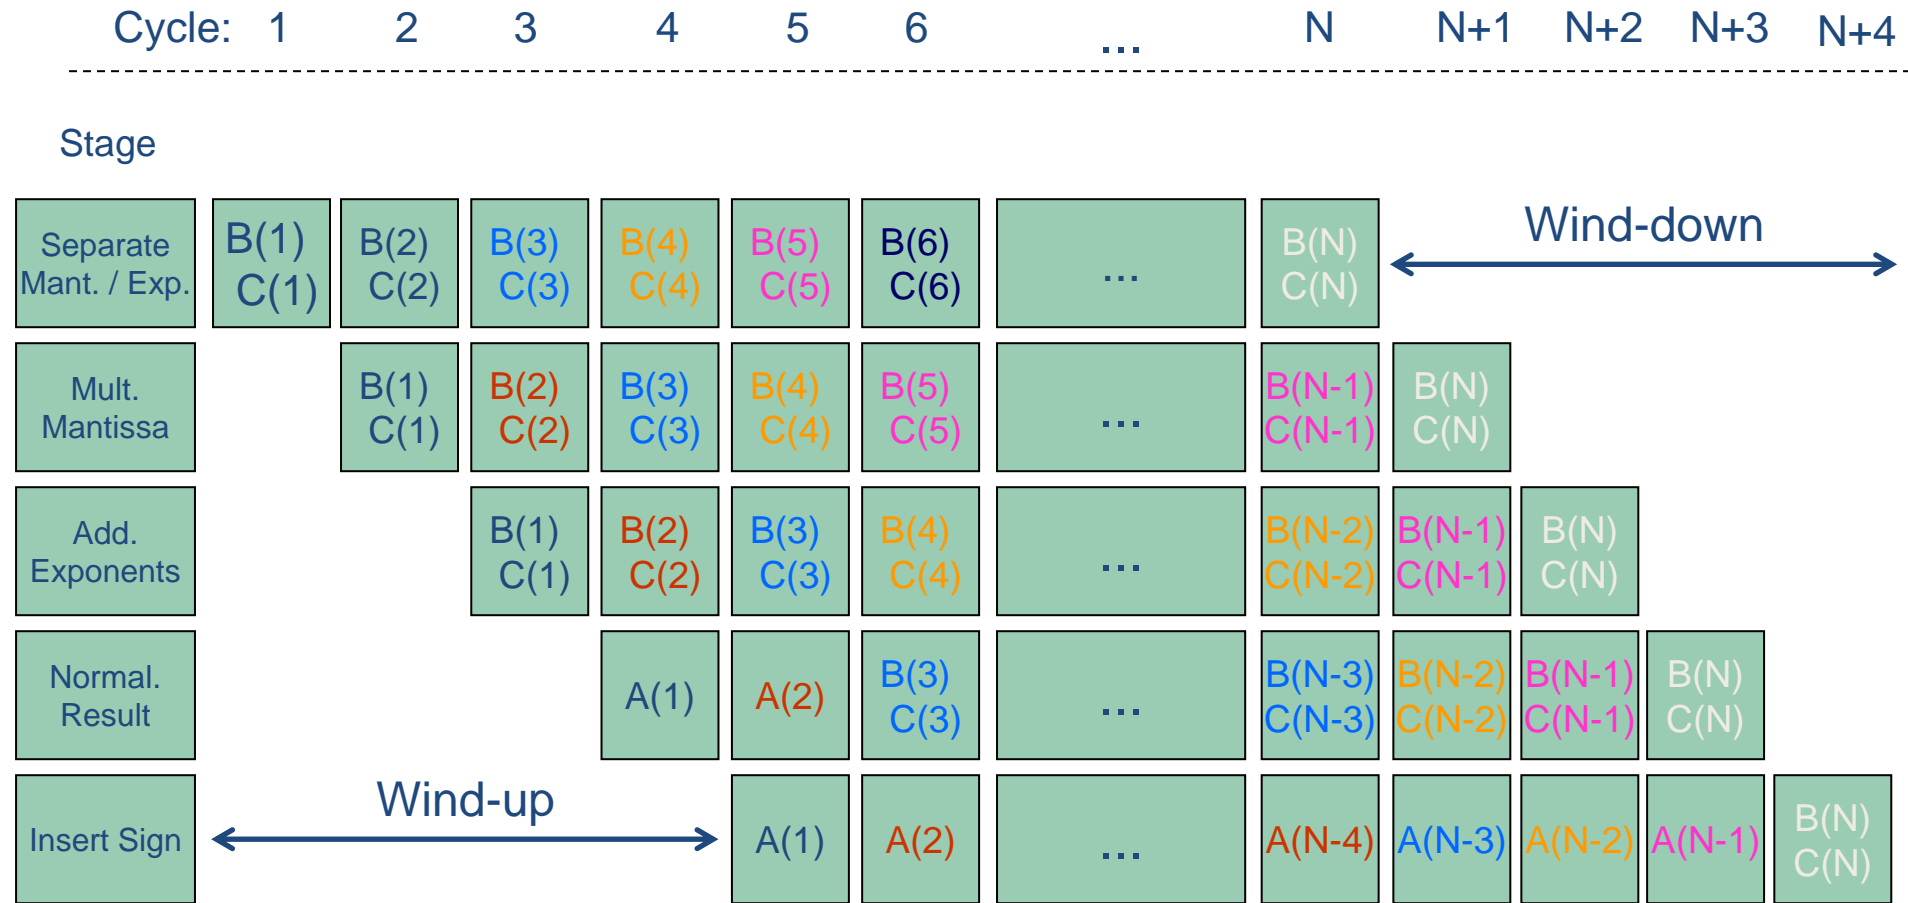 Cycle: 1 2 3 4 5 6 ... N N+1 N+2 N+3 N+4
Stage
Separate
Mant. / Exp.
B(1)
C(1)
B(2)
C(2)
B(3)
C(3)
B(4)
C(4)
B(5)
C(5)
B(6)
C(6)
...
B(N)
C(N)
Wind-down
Mult.
Mantissa
B(1)
C(1)
B(2)
C(2)
B(3)
C(3)
B(4)
C(4)
B(5)
C(5)
...
B(N-1)
C(N-1)
B(N)
C(N)
Add.
Exponents
B(1)
C(1)
B(2)
C(2)
B(3)
C(3)
B(4)
C(4)
...
B(N-2)
C(N-2)
B(N-1)
C(N-1)
B(N)
C(N)
Normal.
Result
A(1)
A(2)
B(3)
C(3)
...
B(N-3)
C(N-3)
B(N-2)
C(N-2)
B(N-1)
C(N-1)
B(N)
C(N)
Insert Sign
Wind-up
A(1)
A(2)
...
A(N-4)
A(N-3)
A(N-2)
A(N-1)
B(N)
C(N)